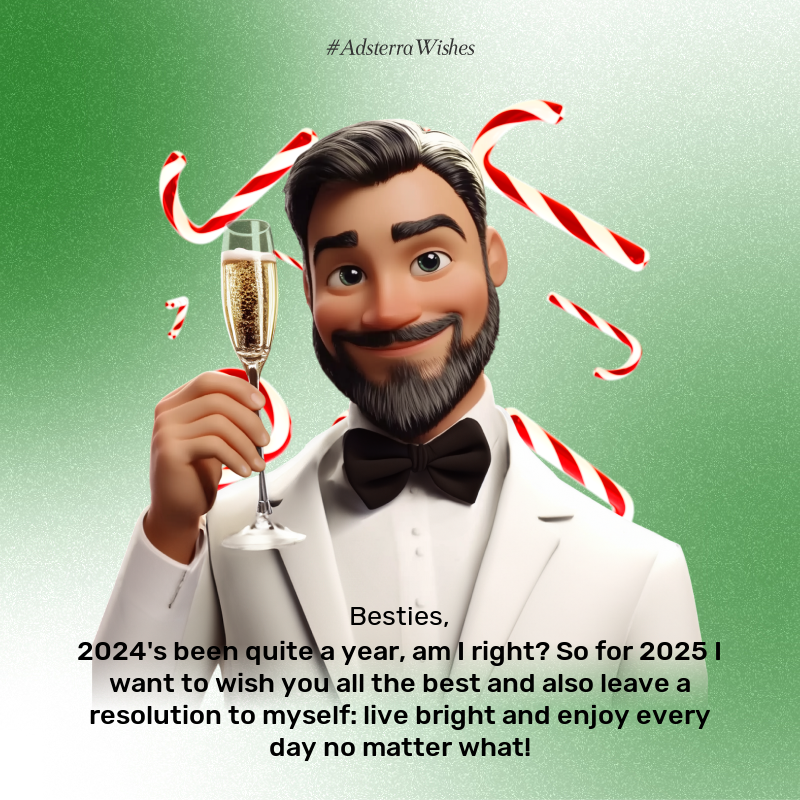 #AdsterraWishes
Besties,
2024's been quite a year, am I right? So for 2025 I
want to wish you all the best and also leave a
resolution to myself: live bright and enjoy every
day no matter what!